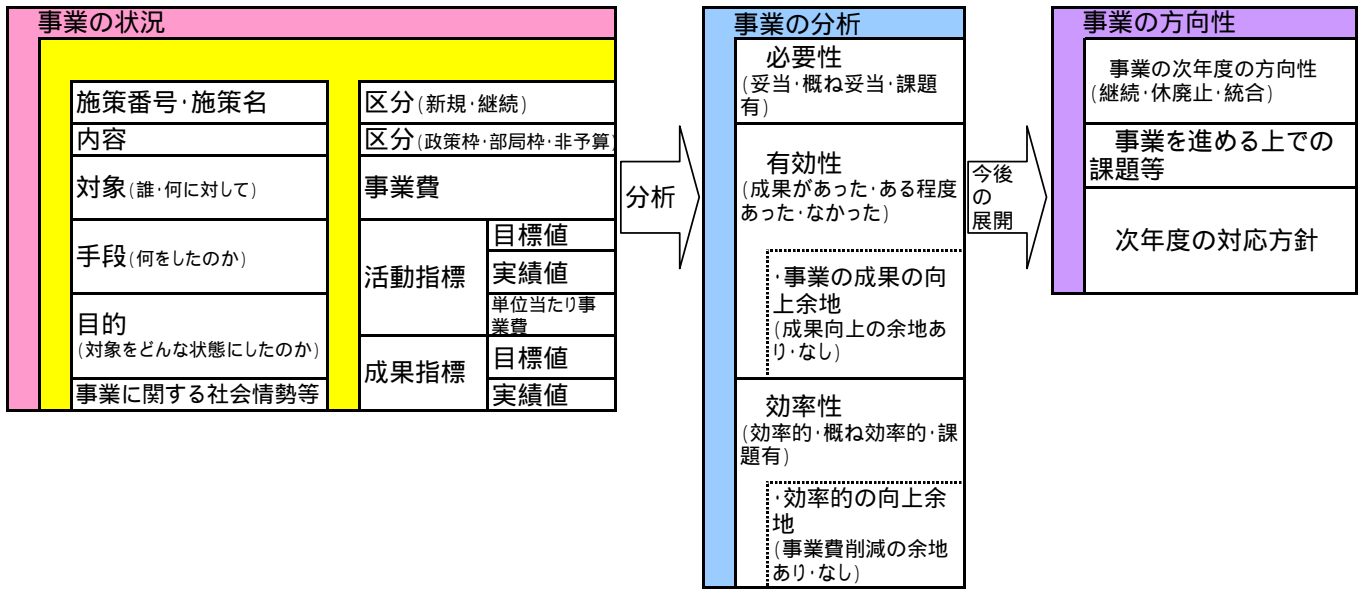 事業の状況
施策番号･施策名
内容
対象(誰･何に対して)
手段(何をしたのか)
目的
(対象をどんな状態にしたのか)
事業に関する社会情勢等
区分(新規･継続)
区分(政策枠･部局枠･非予算)
事業費
活動指標
目標値
実績値
単位当たり事
業費
成果指標
目標値
実績値
分析
事業の分析
必要性
(妥当･概ね妥当･課題
有)
有効性
(成果があった･ある程度
あった･なかった)
･事業の成果の向
上余地
(成果向上の余地あ
り･なし)
効率性
(効率的･概ね効率的･課
題有)
･効率的の向上余
地
(事業費削減の余地
あり･なし)
今後
の
展開
事業の方向性
事業の次年度の方向性
(継続･休廃止･統合)
事業を進める上での
課題等
次年度の対応方針